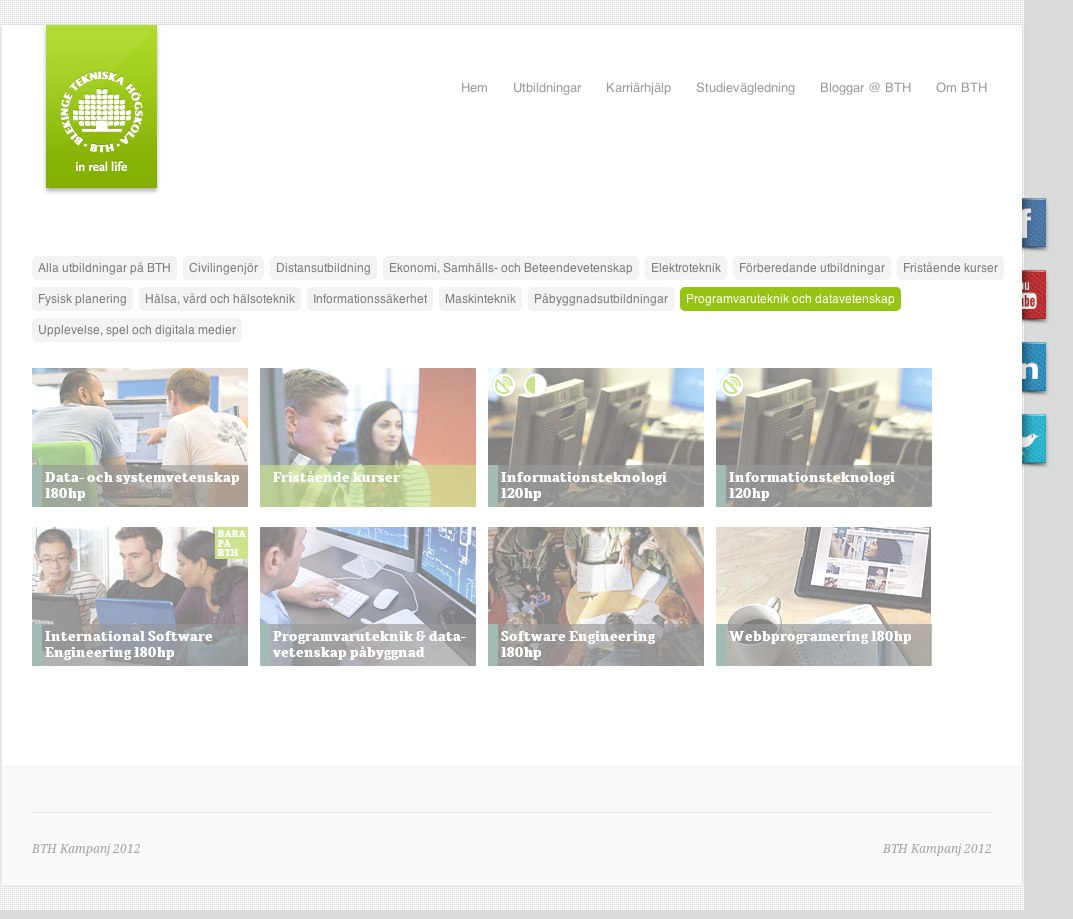 BLEKINGE TEKNISKA HÖGSKOLA · BTH ·
in real life
Hem Utbildningar Karriärhjälp Studievägledning Bloggar @ BTH Om BTH
Alla utbildningar på BTH Civilingenjör Distansutbildning Ekonomi, Samhälls- och Beteendevetenskap Elektroteknik Förberedande utbildningar Fristående kurser
Fysisk planering Hälsa, vård och hälsoteknik Informationssäkerhet Maskinteknik Påbyggnadsutbildningar Programvaruteknik och datavetenskap
Upplevelse, spel och digitala medier
Data- och systemvetenskap
180hp
Fristående kurser
Informationsteknologi
120hp
Informationsteknologi
120hp
BARA
PÅ
BTH
International Software
Engineering 180hp
Programvaruteknik & data-
vetenskap påbyggnad
Software Engineering
180hp
Webbprogramering 180hp
BTH Kampanj 2012 BTH Kampanj 2012